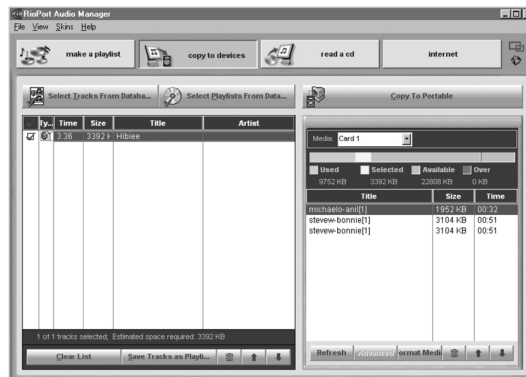 RioPort Audio Manager
File View Skins Help
make a playlist
copy to devices
read a cd
internet
Select Tracks From Databa...
Select Playlists From Data...
Copy To Portable
Ty... Time Size Title Artist
3:36 3392 K Hibiee
1 of 1 tracks selected; Estimated space required: 3392 KB
Clear List
Save Tracks as Playli...
Media: Card 1
Used Selected Available Over
9752 KB 3392 KB 22808 KB 0 KB
Title Size Time
michaelo-anil[1] 1952 KB 00:32
stevew-bonnie[1] 3104 KB 00:51
stevew-bonnie[1] 3104 KB 00:51
Refresh
Advanced
ormat Medi